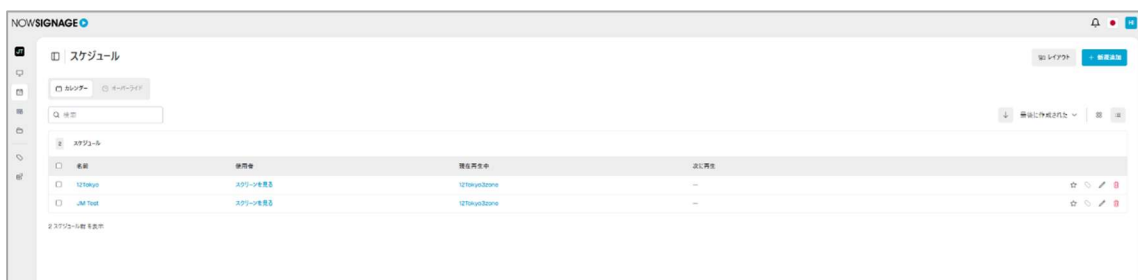 NOWSIGNAGE
HI
JT
スケジュール
レイアウト
+ 新規追加
カレンダー
オーバーライド
検索
最後に作成された
2 スケジュール
名前 使用者 現在再生中 次に再生
12Tokyo スクリーンを見る 12Tokyo3zone —
JM Test スクリーンを見る 12Tokyo3zone —
2 スケジュール初 を表示